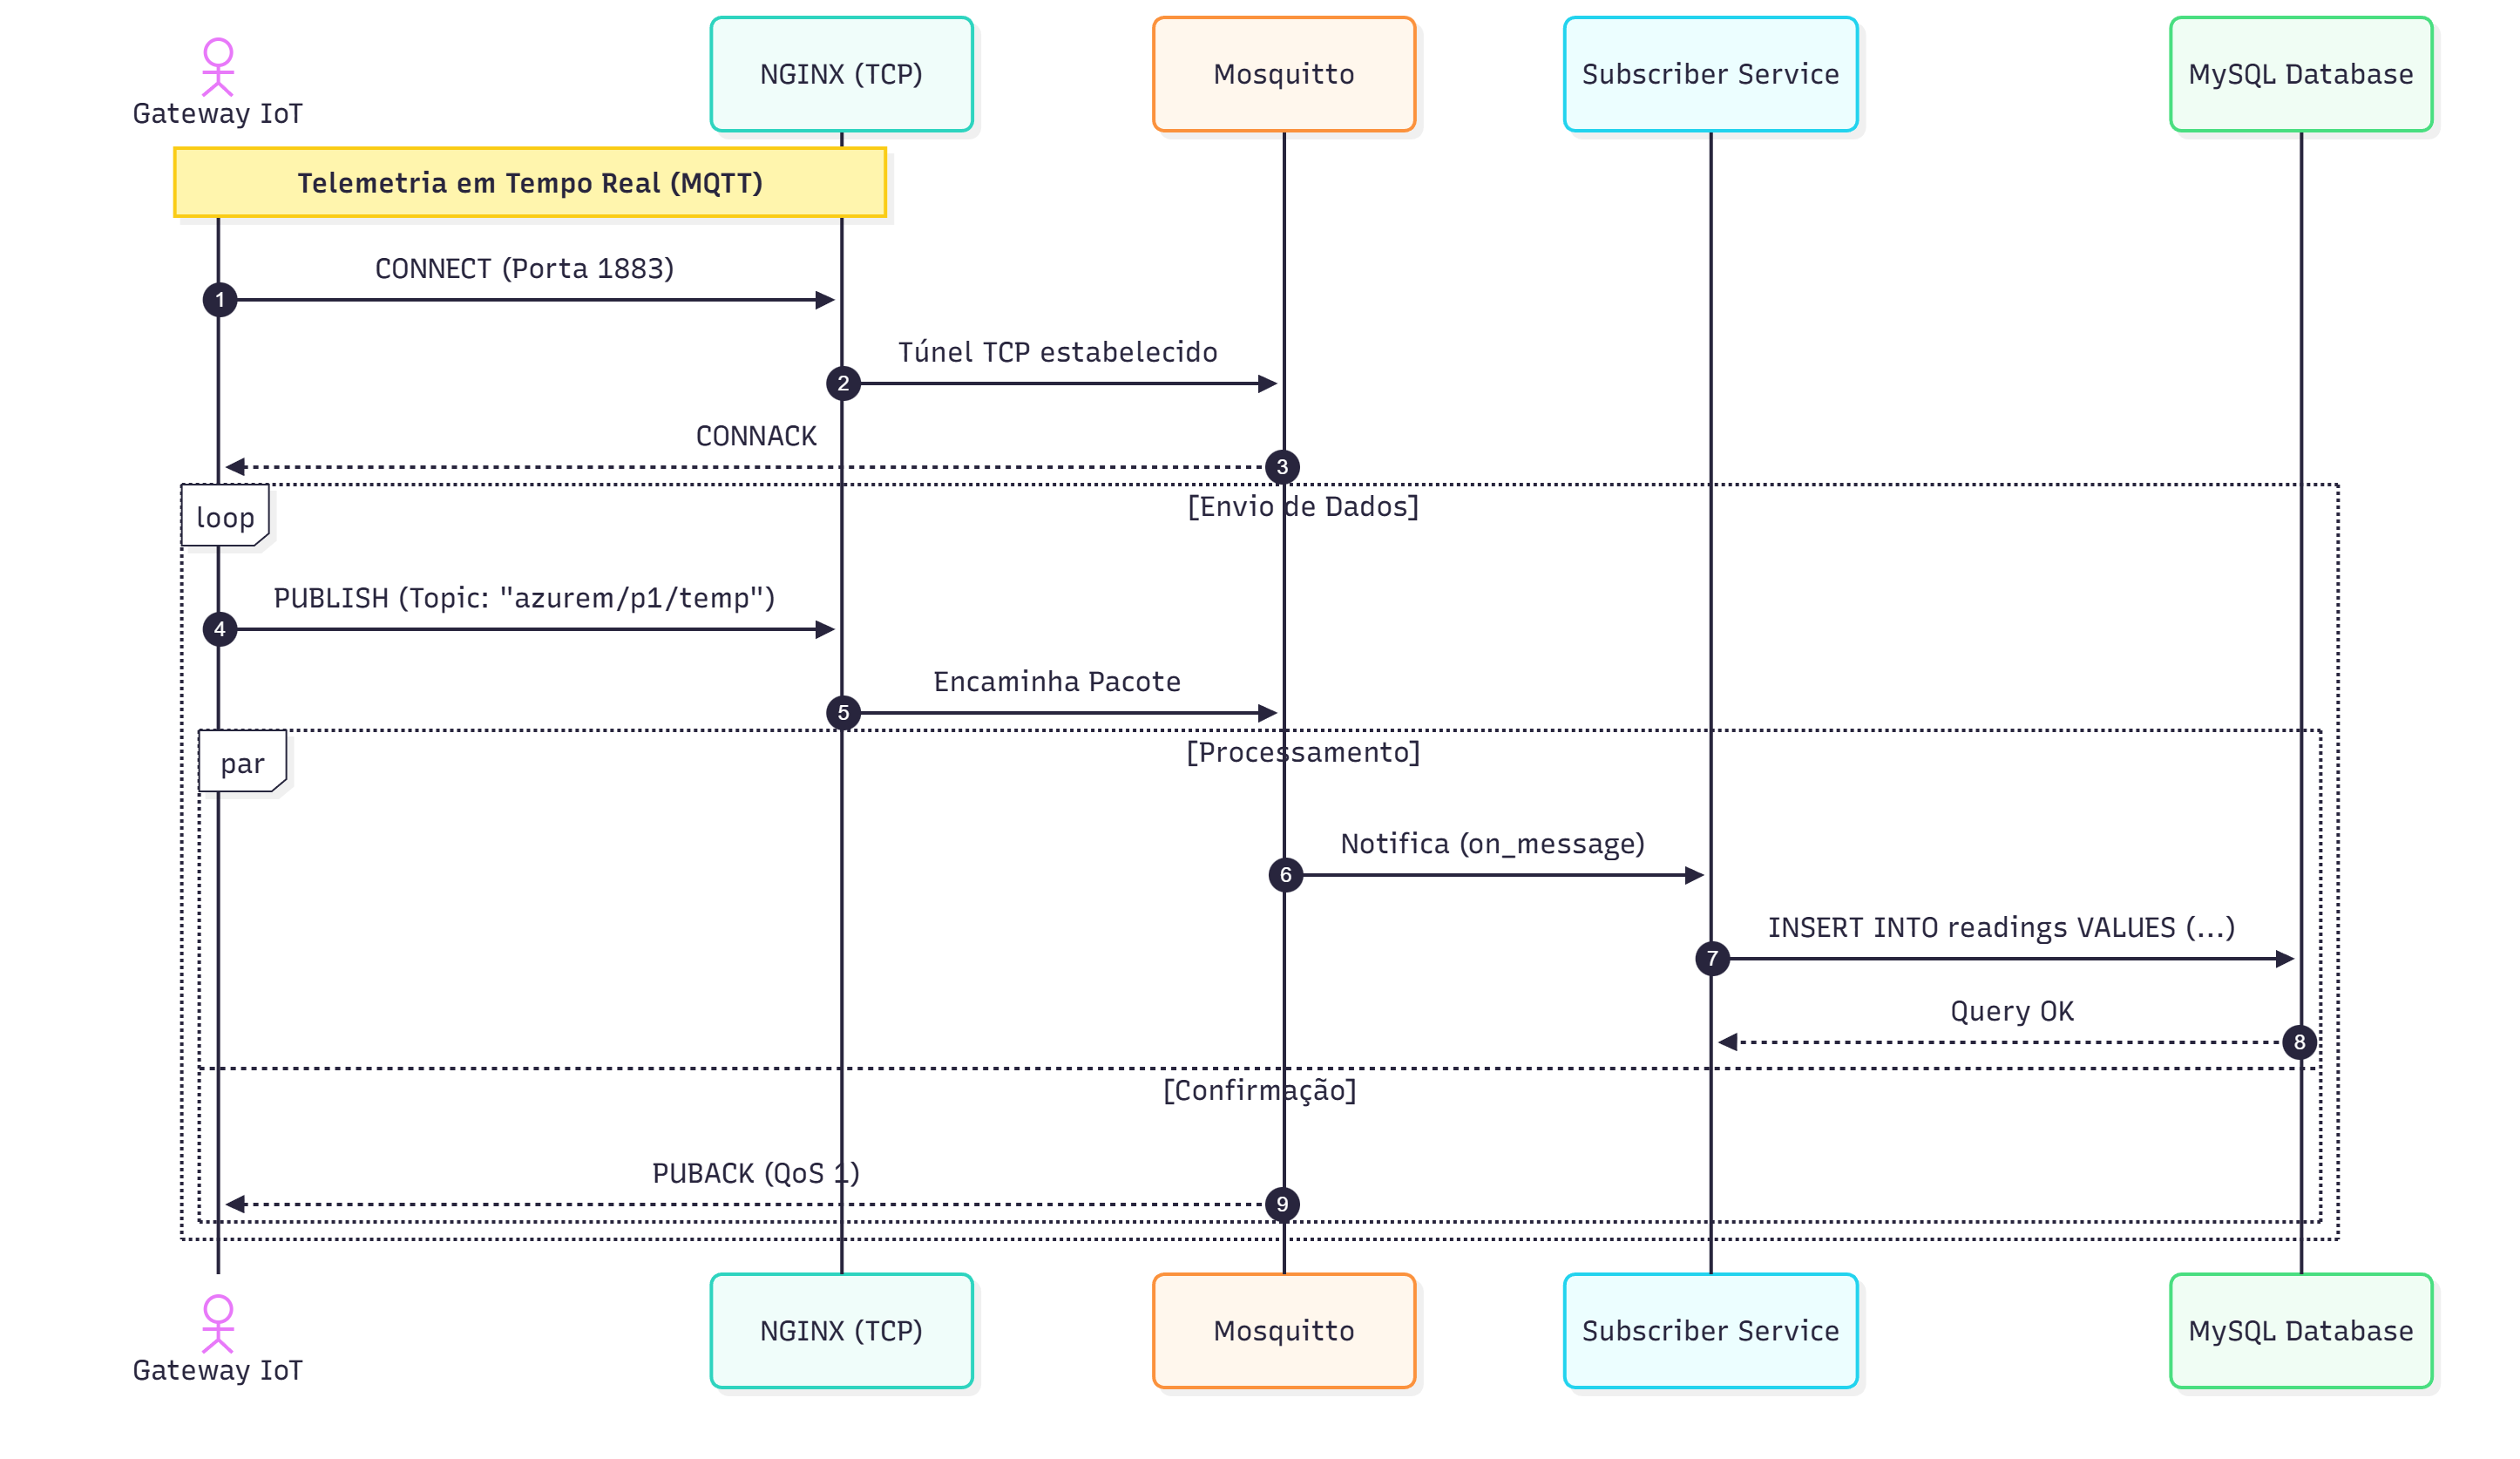 Gateway IoT
NGINX (TCP)
Mosquitto
Subscriber Service
MySQL Database
Telemetria em Tempo Real (MQTT)
CONNECT (Porta 1883)
1
Túnel TCP estabelecido
2
CONNACK
3
loop
[Envio de Dados]
PUBLISH (Topic: "azurem/p1/temp")
4
Encaminha Pacote
5
par
[Processamento]
Notifica (on_message)
6
INSERT INTO readings VALUES (...)
7
Query OK
8
[Confirmação]
PUBACK (QoS 1)
9
Gateway IoT
NGINX (TCP)
Mosquitto
Subscriber Service
MySQL Database